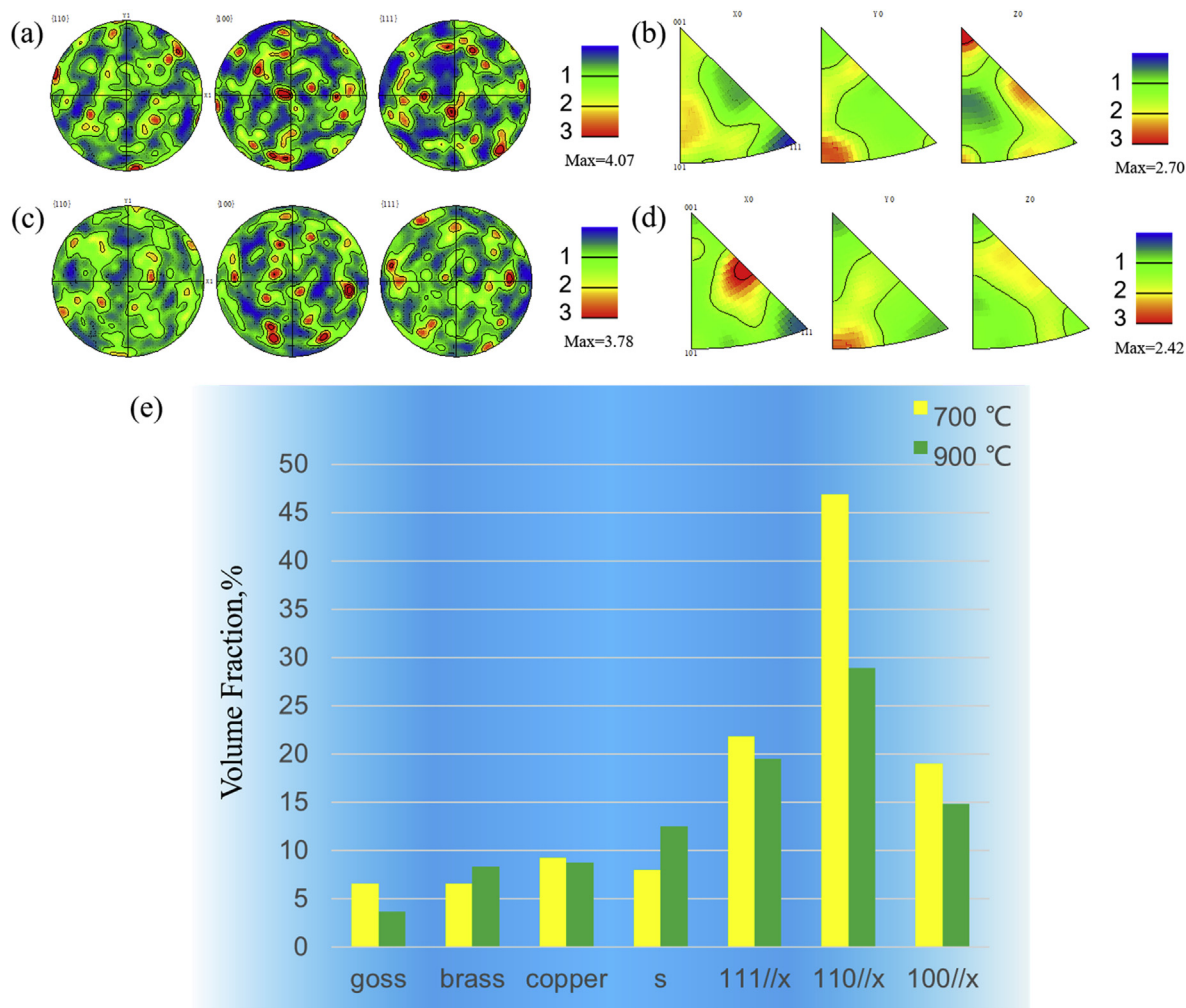 (a)
{110}
Y1
{100}
{111}
X1
1
2
3
Max=4.07
(b)
001
X0
Y0
Z0
101
111
1
2
3
Max=2.70
(c)
{110}
Y1
{100}
{111}
X1
1
2
3
Max=3.78
(d)
001
X0
Y0
Z0
101
111
1
2
3
Max=2.42
(e)
700 ℃
900 ℃
Volume Fraction,%
50
45
40
35
30
25
20
15
10
5
0
goss brass copper s 111//x 110//x 100//x